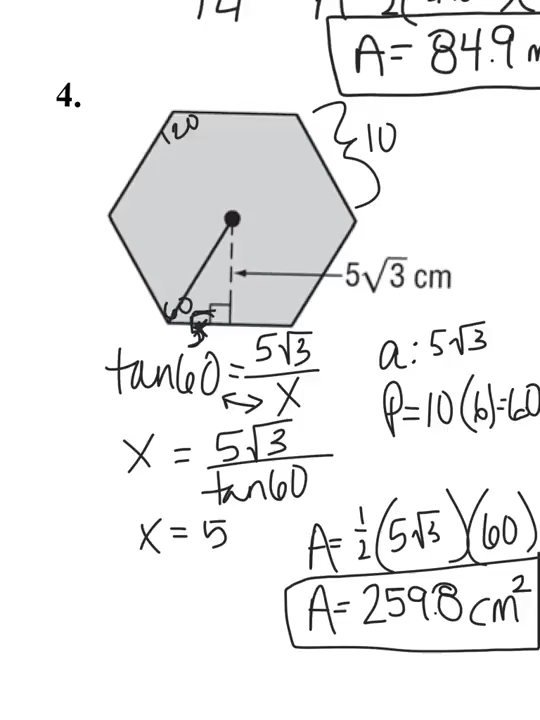 A = 84.9 m
4.
120
10
60
5√3 cm
5
tan60 = 5√3 / x
a: 5√3
P = 10(6) = 60
x = 5√3 / tan60
x = 5
A = 1/2 (5√3)(60)
A = 259.8 cm²